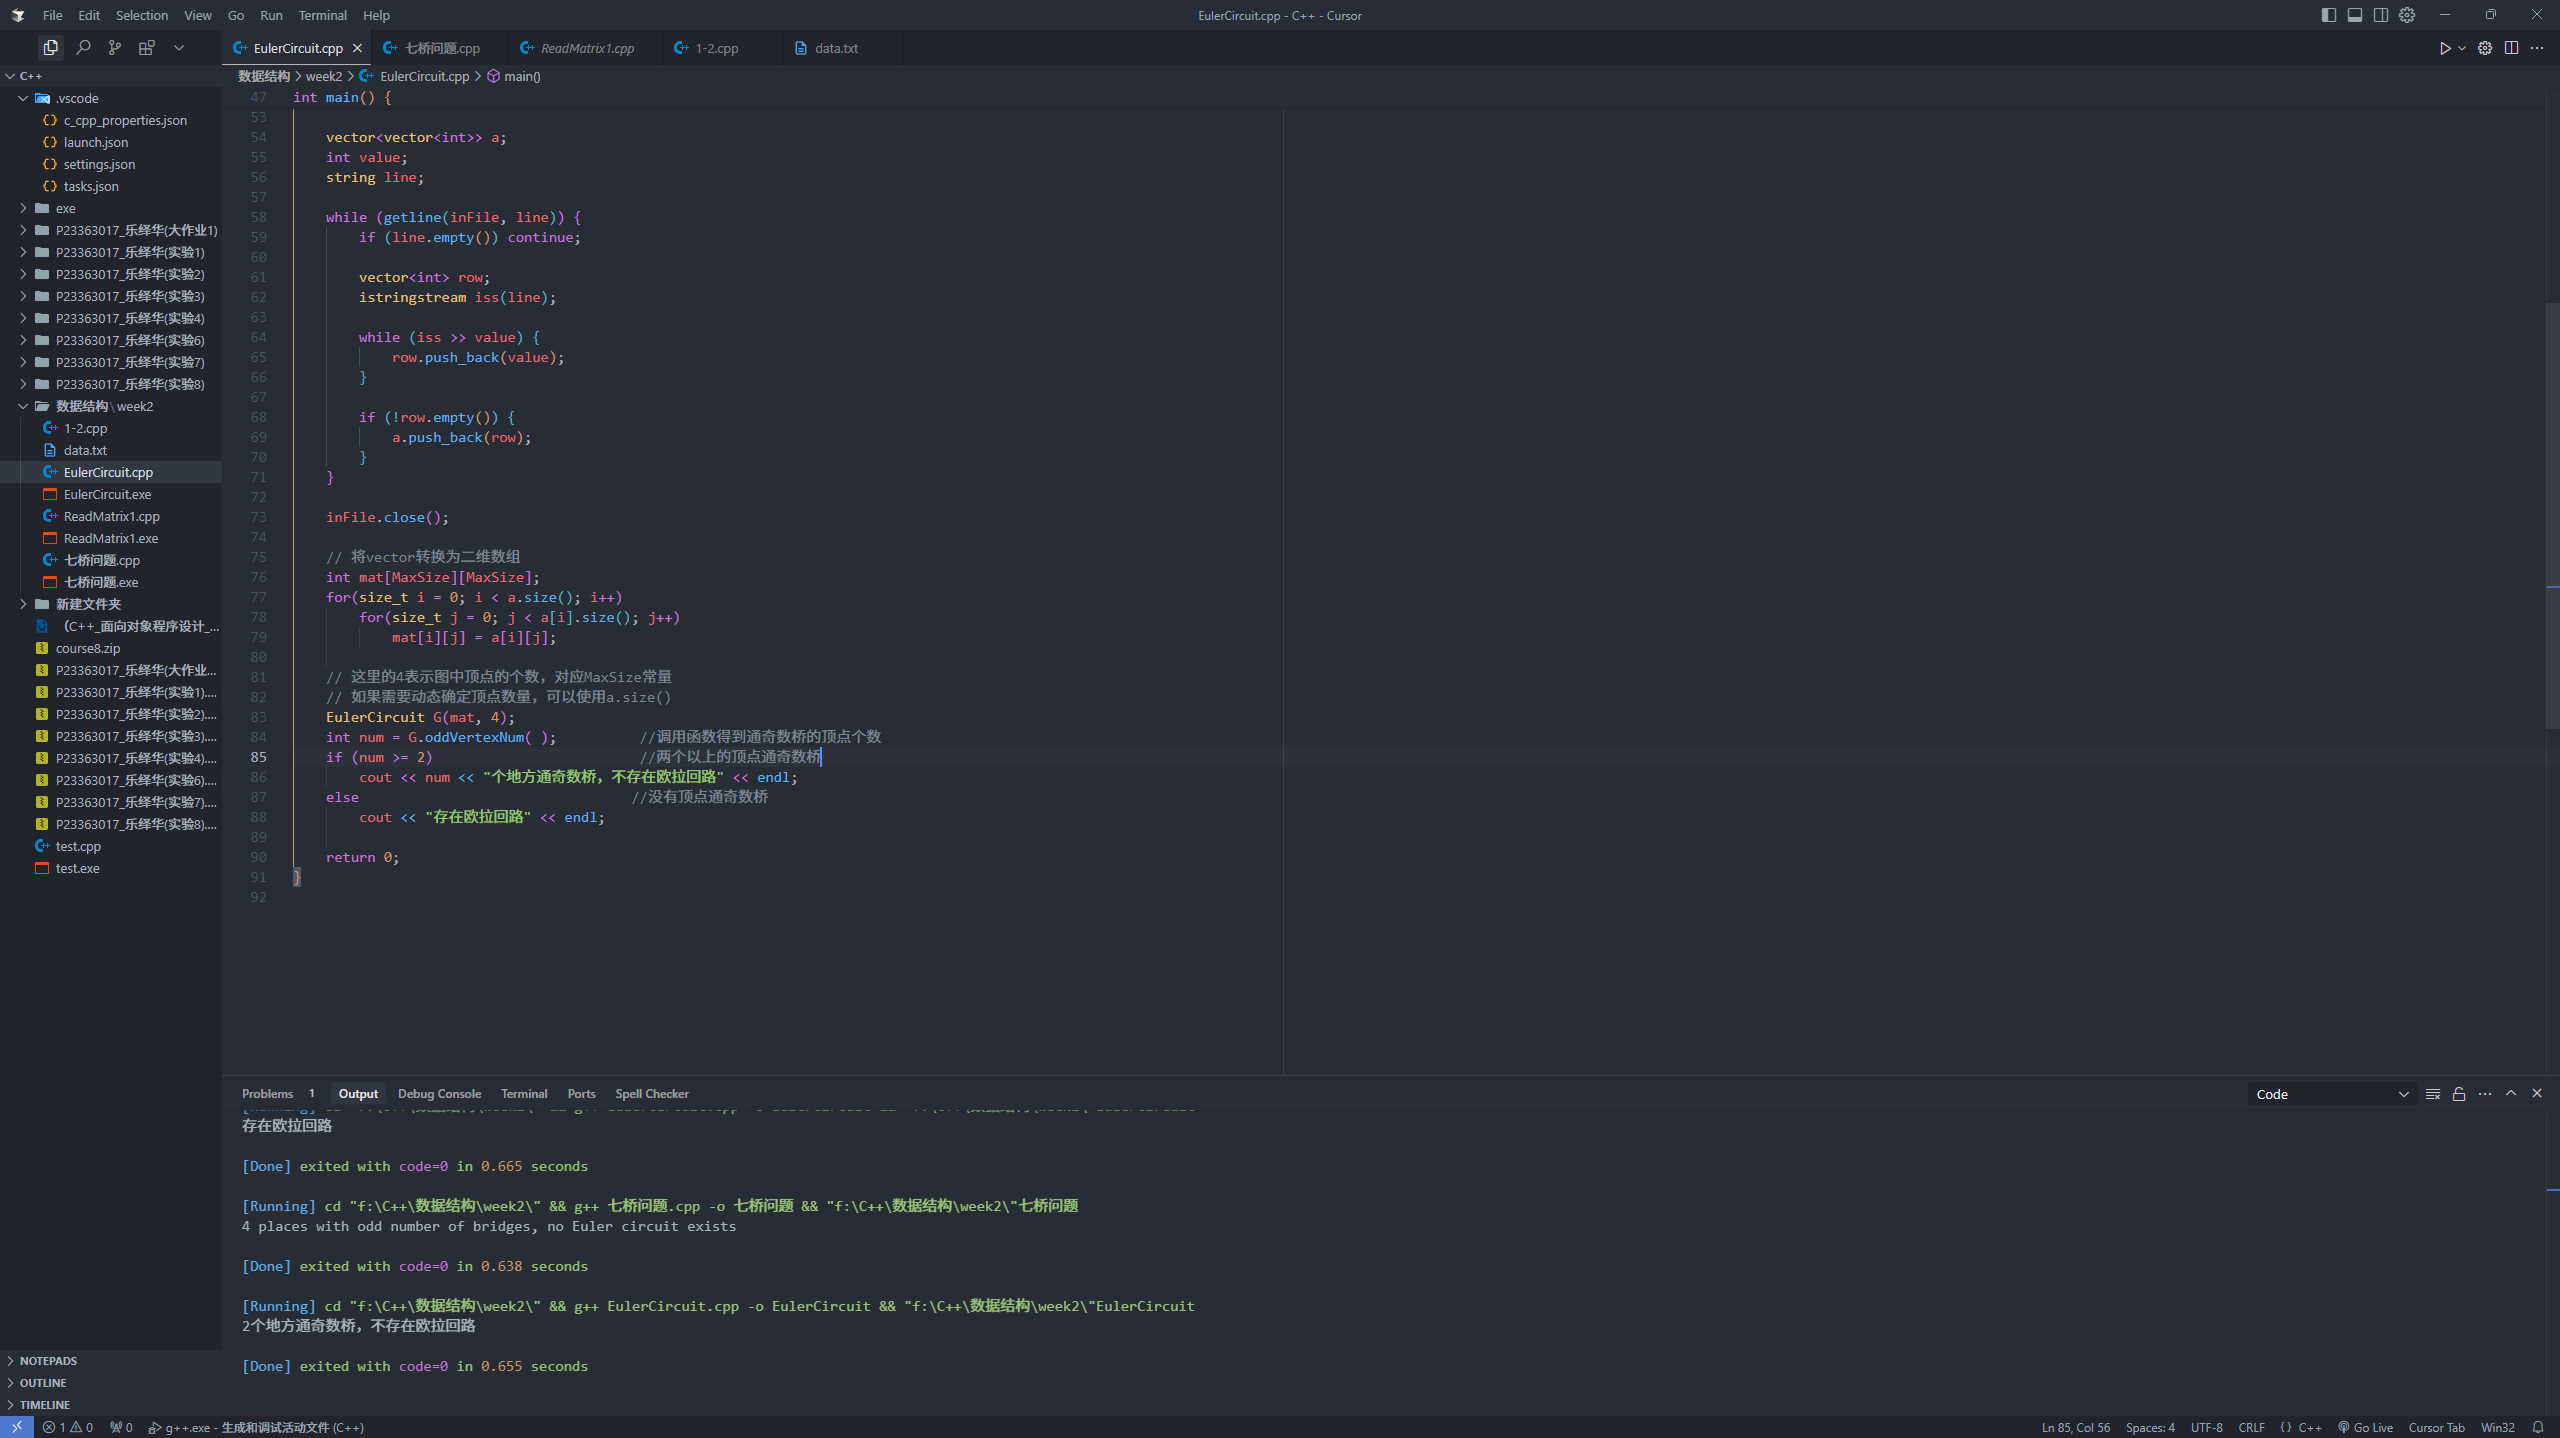 File Edit Selection View Go Run Terminal Help
EulerCircuit.cpp - C++ - Cursor
EulerCircuit.cpp 七桥问题.cpp ReadMatrix1.cpp 1-2.cpp data.txt
C++
.vscode
c_cpp_properties.json
launch.json
settings.json
tasks.json
exe
P23363017_乐绎华(大作业1)
P23363017_乐绎华(实验1)
P23363017_乐绎华(实验2)
P23363017_乐绎华(实验3)
P23363017_乐绎华(实验4)
P23363017_乐绎华(实验6)
P23363017_乐绎华(实验7)
P23363017_乐绎华(实验8)
数据结构\week2
1-2.cpp
data.txt
EulerCircuit.cpp
EulerCircuit.exe
ReadMatrix1.cpp
ReadMatrix1.exe
七桥问题.cpp
七桥问题.exe
新建文件夹
（C++_面向对象程序设计_...
course8.zip
P23363017_乐绎华(大作业...
P23363017_乐绎华(实验1)....
P23363017_乐绎华(实验2)....
P23363017_乐绎华(实验3)....
P23363017_乐绎华(实验4)....
P23363017_乐绎华(实验6)....
P23363017_乐绎华(实验7)....
P23363017_乐绎华(实验8)....
test.cpp
test.exe
NOTEPADS
OUTLINE
TIMELINE
数据结构 > week2 > EulerCircuit.cpp > main()
47 int main() {
53
54 vector<vector<int>> a;
55 int value;
56 string line;
57
58 while (getline(inFile, line)) {
59 if (line.empty()) continue;
60
61 vector<int> row;
62 istringstream iss(line);
63
64 while (iss >> value) {
65 row.push_back(value);
66 }
67
68 if (!row.empty()) {
69 a.push_back(row);
70 }
71 }
72
73 inFile.close();
74
75 // 将vector转换为二维数组
76 int mat[MaxSize][MaxSize];
77 for(size_t i = 0; i < a.size(); i++)
78 for(size_t j = 0; j < a[i].size(); j++)
79 mat[i][j] = a[i][j];
80
81 // 这里的4表示图中顶点的个数，对应MaxSize常量
82 // 如果需要动态确定顶点数量，可以使用a.size()
83 EulerCircuit G(mat, 4);
84 int num = G.oddVertexNum( ); //调用函数得到通奇数桥的顶点个数
85 if (num >= 2) //两个以上的顶点通奇数桥
86 cout << num << "个地方通奇数桥，不存在欧拉回路" << endl;
87 else //没有顶点通奇数桥
88 cout << "存在欧拉回路" << endl;
89
90 return 0;
91 }
92
Problems 1 Output Debug Console Terminal Ports Spell Checker
Code
存在欧拉回路
[Done] exited with code=0 in 0.665 seconds
[Running] cd "f:\C++\数据结构\week2\" && g++ 七桥问题.cpp -o 七桥问题 && "f:\C++\数据结构\week2\"七桥问题
4 places with odd number of bridges, no Euler circuit exists
[Done] exited with code=0 in 0.638 seconds
[Running] cd "f:\C++\数据结构\week2\" && g++ EulerCircuit.cpp -o EulerCircuit && "f:\C++\数据结构\week2\"EulerCircuit
2个地方通奇数桥，不存在欧拉回路
[Done] exited with code=0 in 0.655 seconds
1 0 0 g++.exe - 生成和调试活动文件 (C++)
Ln 85, Col 56 Spaces: 4 UTF-8 CRLF {} C++ Go Live Cursor Tab Win32